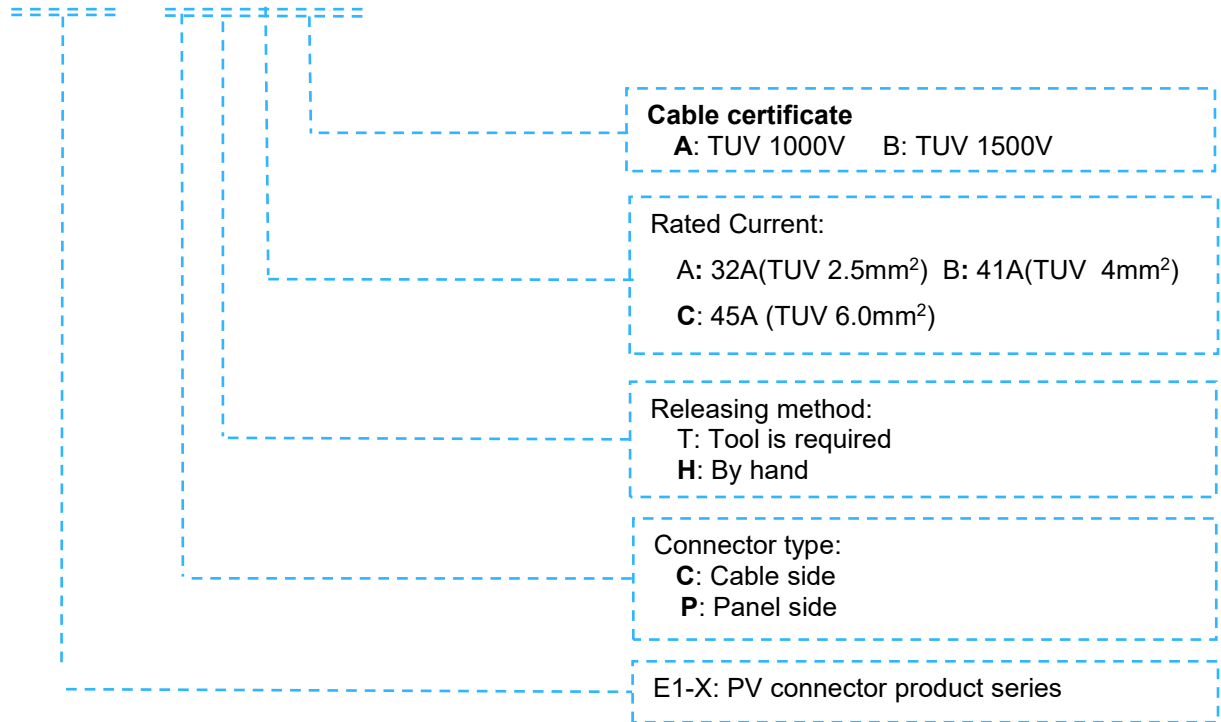 Cable certificate
A: TUV 1000V B: TUV 1500V
Rated Current:
A: 32A(TUV 2.5mm²) B: 41A(TUV 4mm²)
C: 45A (TUV 6.0mm²)
Releasing method:
T: Tool is required
H: By hand
Connector type:
C: Cable side
P: Panel side
E1-X: PV connector product series